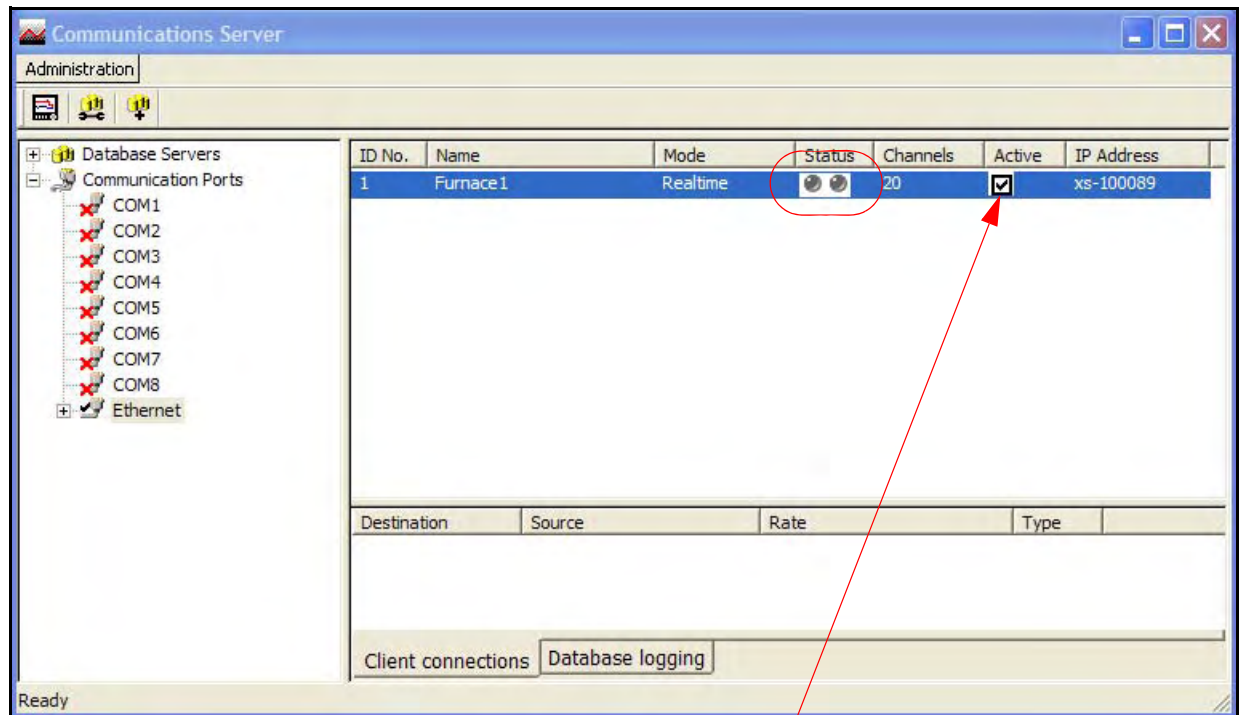 Communications Server
Administration
Database Servers
Communication Ports
COM1
COM2
COM3
COM4
COM5
COM6
COM7
COM8
Ethernet
ID No. Name Mode Status Channels Active IP Address
1 Furnace1 Realtime 20 xs-100089
Destination Source Rate Type
Client connections Database logging
Ready